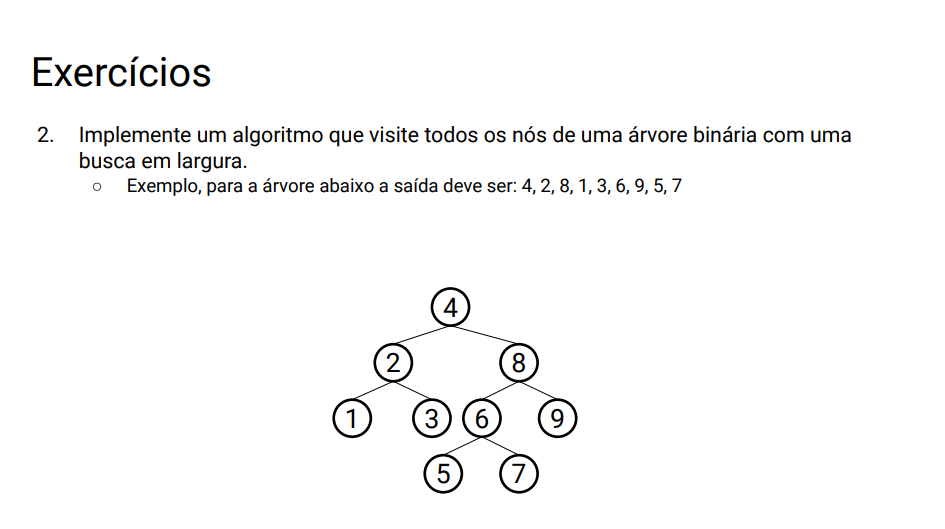 Exercícios
2. Implemente um algoritmo que visite todos os nós de uma árvore binária com uma
busca em largura.
○ Exemplo, para a árvore abaixo a saída deve ser: 4, 2, 8, 1, 3, 6, 9, 5, 7
4
2 8
1 3 6 9
5 7